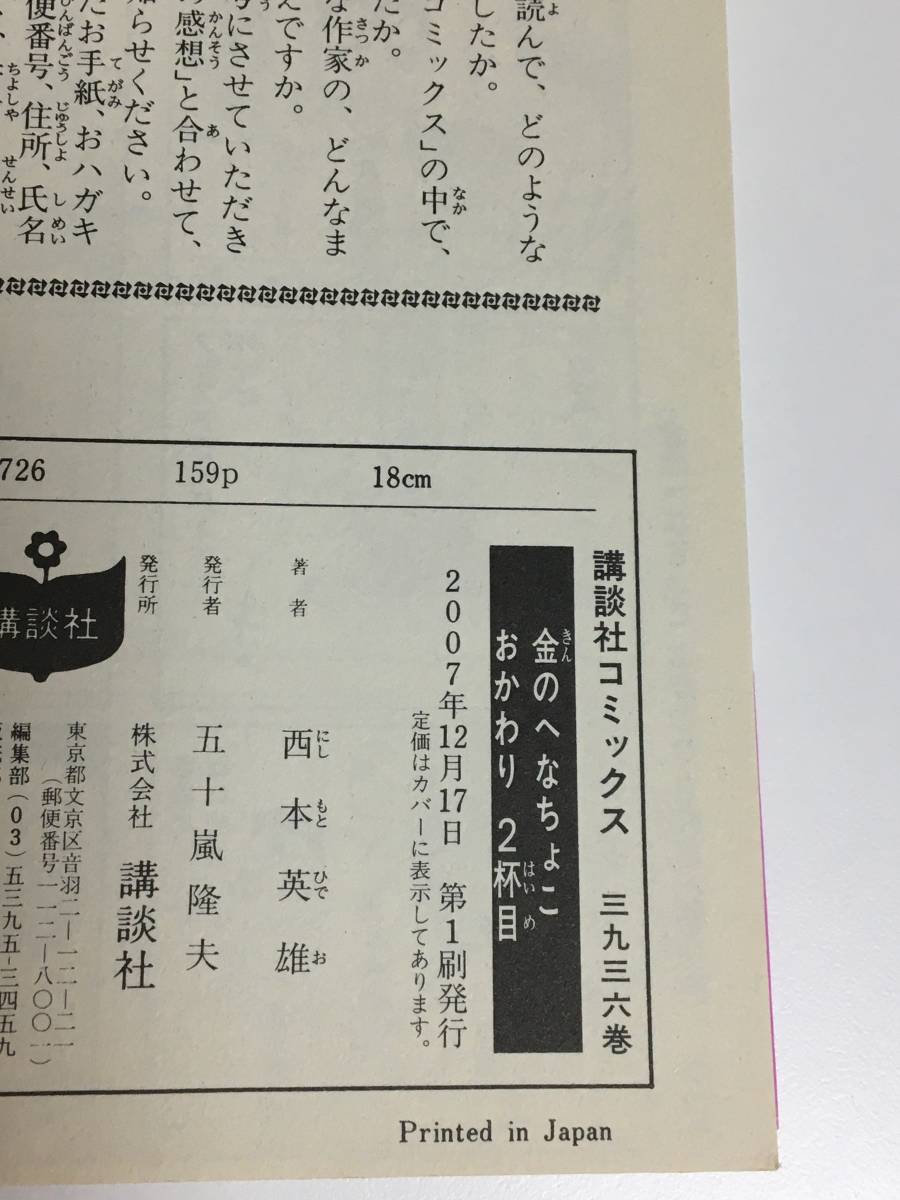 読んで、どのような
したか。
コミックス」の中で、
たか。
な作家の、どんなま
んですか。
にさせていただき
感想」と合わせて、
らせください。
たお手紙、おハガキ
便番号、住所、氏名
726 159p 18cm
講談社コミックス 三九三六巻
金のへなちょこ
おかわり 2杯目
2007年12月17日 第1刷発行
定価はカバーに表示してあります。
著者 西本英雄
発行者 五十嵐隆夫
発行所 株式会社 講談社
東京都文京区音羽二―一二―二一
(郵便番号一一二―八〇〇一)
編集部(03)五三九五―三四五九
講談社
Printed in Japan